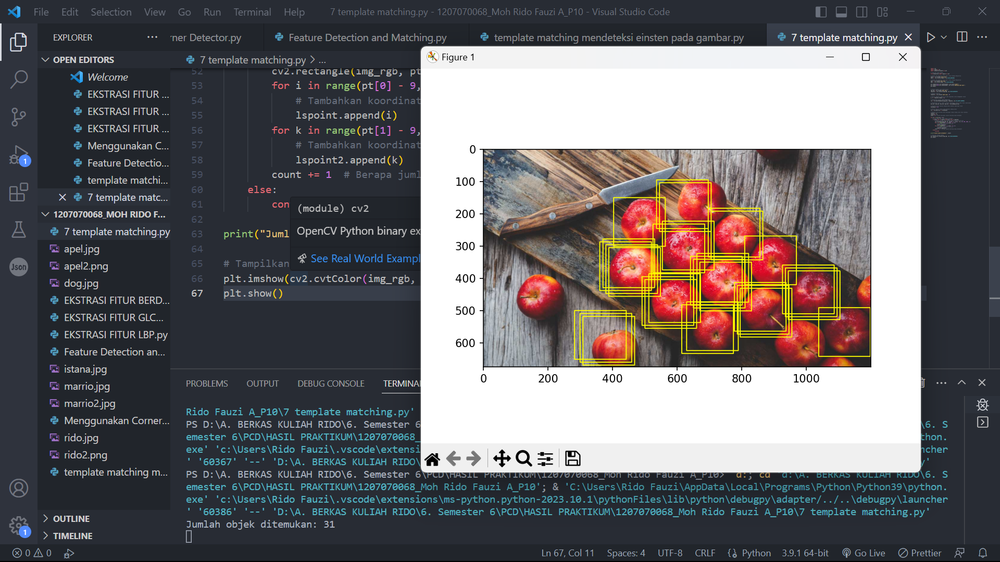 File Edit Selection View Go Run Terminal Help
7 template matching.py - 1207070068_Moh Rido Fauzi A_P10 - Visual Studio Code
EXPLORER
rner Detector.py
Feature Detection and Matching.py
template matching mendeteksi einsten pada gambar.py
7 template matching.py
OPEN EDITORS
Welcome
EKSTRASI FITUR ...
EKSTRASI FITUR ...
EKSTRASI FITUR ...
Menggunakan C...
Feature Detectio...
template matchi...
7 template matc...
1207070068_MOH RIDO F...
7 template matching.py
apel.jpg
apel2.png
dog.jpg
EKSTRASI FITUR BERD...
EKSTRASI FITUR GLC...
EKSTRASI FITUR LBP.py
Feature Detection an...
istana.jpg
marrio.jpg
marrio2.jpg
Menggunakan Corner...
rido.jpg
rido2.png
template matching m...
OUTLINE
TIMELINE
Json
1
1
7 template matching.py > ...
52 cv2.rectangle(img_rgb, pt
53 for i in range(pt[0] - 9,
54 # Tambahkan koordinat
55 lspoint.append(i)
56 for k in range(pt[1] - 9,
57 # Tambahkan koordinat
58 lspoint2.append(k)
59 count += 1 # Berapa juml
60 else:
61 con
62
63 print("Juml
64
65 # Tampilkan
66 plt.imshow(cv2.cvtColor(img_rgb,
67 plt.show()
(module) cv2
OpenCV Python binary ex
See Real World Exampl
Figure 1
0
100
200
300
400
500
600
0 200 400 600 800 1000
PROBLEMS OUTPUT DEBUG CONSOLE TERMINAL
Rido Fauzi A_P10\7 template matching.py'
PS D:\A. BERKAS KULIAH RIDO\6. Semester 6 \6. S
emester 6\PCD\HASIL PRAKTIKUM\1207070068_ thon.
exe' 'c:\Users\Rido Fauzi\.vscode\extensi ncher
' '60367' '--' 'D:\A. BERKAS KULIAH RIDO\ y'
PS D:\A. BERKAS KULIAH RIDO\6. Semester 6\PCD\HASIL PRAKTIKUM\1207070068_Moh Rido Fauzi A_P10> d:; cd 'd:\A. BERKAS KULIAH RIDO\6. S
emester 6\PCD\HASIL PRAKTIKUM\1207070068_Moh Rido Fauzi A_P10'; & 'C:\Users\Rido Fauzi\AppData\Local\Programs\Python\Python39\python.
exe' 'c:\Users\Rido Fauzi\.vscode\extensions\ms-python.python-2023.10.1\pythonFiles\lib\python\debugpy\adapter/../..\debugpy\launcher
' '60386' '--' 'D:\A. BERKAS KULIAH RIDO\6. Semester 6\PCD\HASIL PRAKTIKUM\1207070068_Moh Rido Fauzi A_P10\7 template matching.py'
Jumlah objek ditemukan: 31
0 0
Ln 67, Col 11 Spaces: 4 UTF-8 CRLF Python 3.9.1 64-bit Go Live Prettier